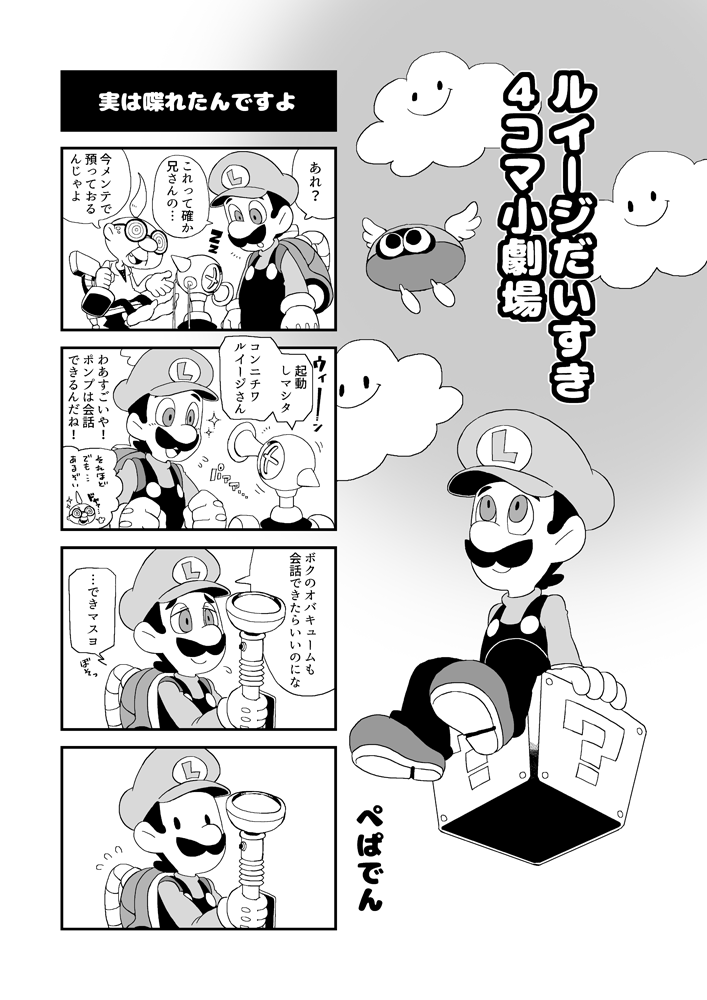 ルイージだいすき
4コマ小劇場
ぺぱでん
実は喋れたんですよ
あれ?
これって確か
兄さんの…
今メンテで
預っておる
んじゃよ
ウィーーン
起動
しマシタ
コンニチワ
ルイージさん
パァァ…
わあすごいや!
ポンプは会話
できるんだね!
それほど
でも…
あるぞい
ボクのオバキュームも
会話できたらいいのにな
…できマスヨ
ぼそっ